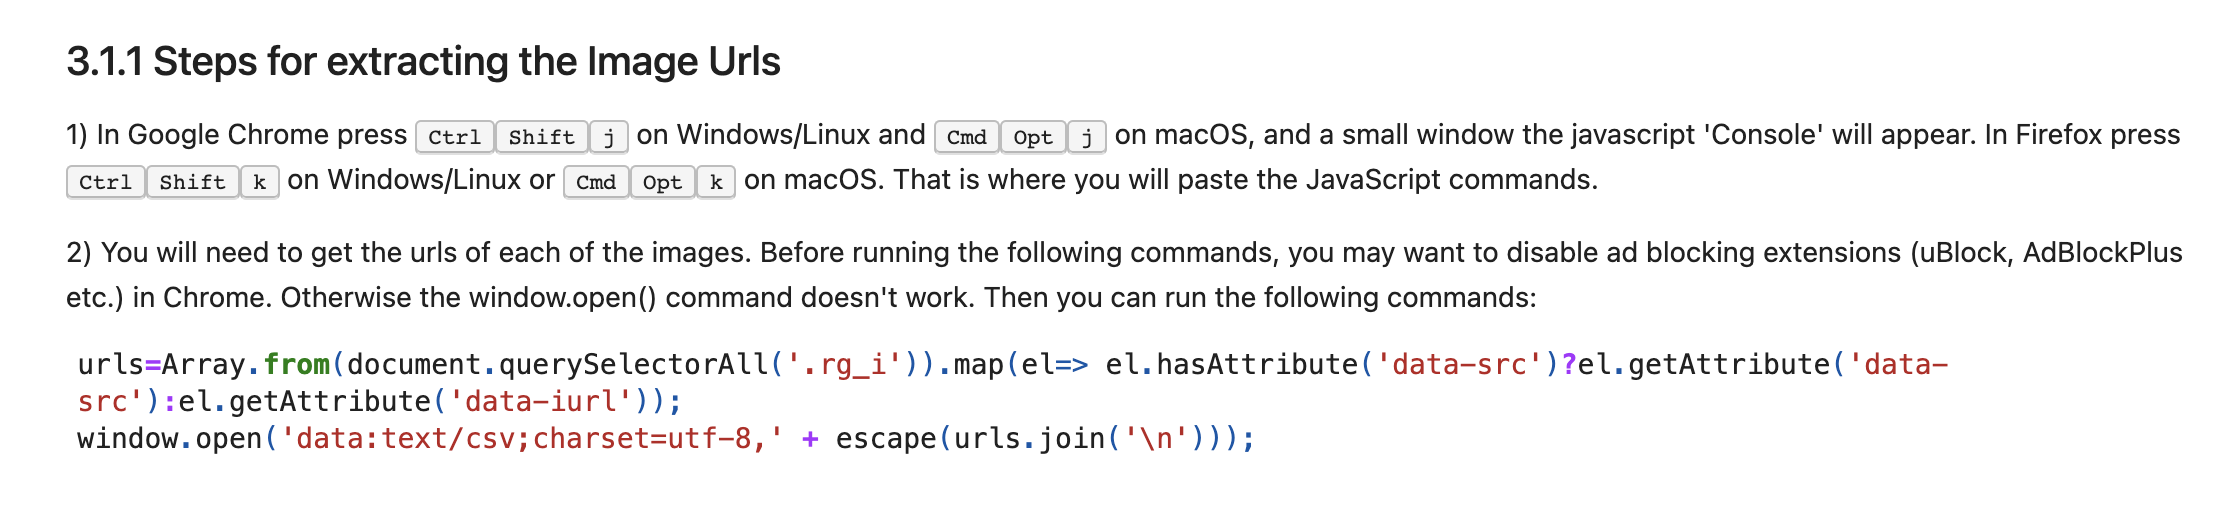 3.1.1 Steps for extracting the Image Urls
1) In Google Chrome press Ctrl Shift j on Windows/Linux and Cmd Opt j on macOS, and a small window the javascript 'Console' will appear. In Firefox press
Ctrl Shift k on Windows/Linux or Cmd Opt k on macOS. That is where you will paste the JavaScript commands.
2) You will need to get the urls of each of the images. Before running the following commands, you may want to disable ad blocking extensions (uBlock, AdBlockPlus
etc.) in Chrome. Otherwise the window.open() command doesn't work. Then you can run the following commands:
urls=Array.from(document.querySelectorAll('.rg_i')).map(el=> el.hasAttribute('data-src')?el.getAttribute('data-
src'):el.getAttribute('data-iurl'));
window.open('data:text/csv;charset=utf-8,' + escape(urls.join('\n')));